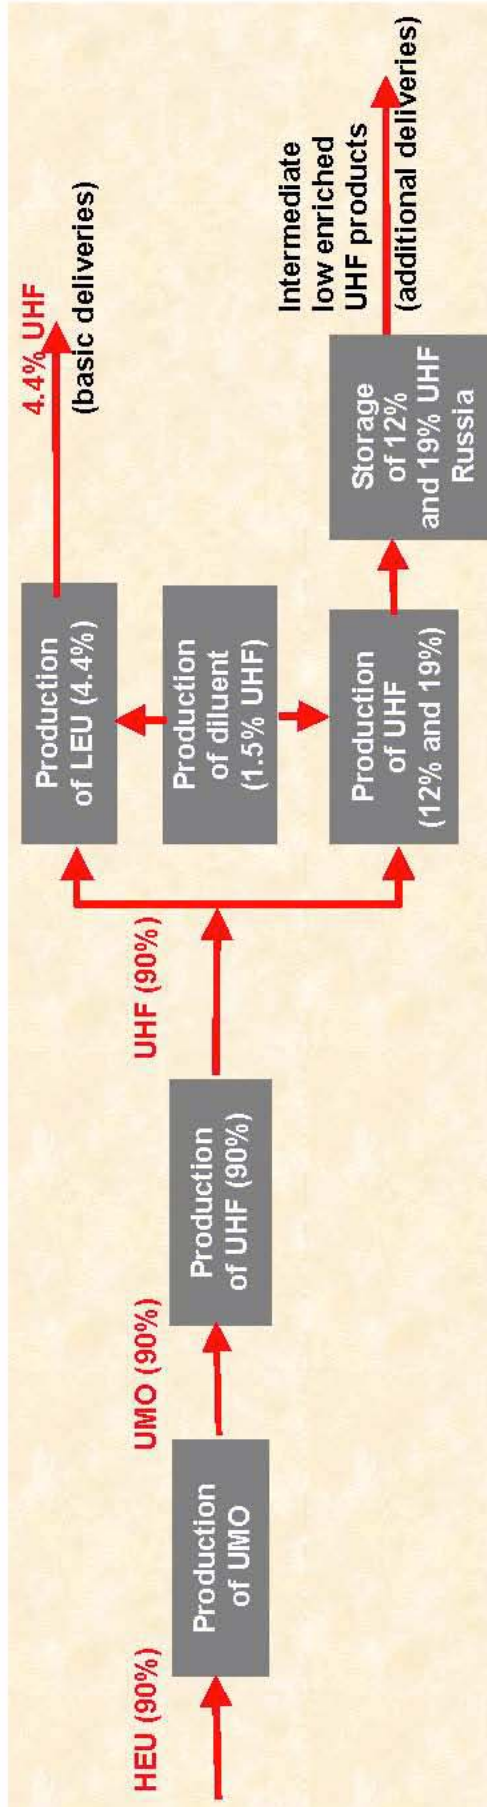 HEU (90%)
Production
of UMO
UMO (90%)
Production
of UHF (90%)
UHF (90%)
Production
of LEU (4.4%)
Production
of diluent
(1.5% UHF)
Production
of UHF
(12% and 19%)
4.4% UHF
(basic deliveries)
Storage
of 12%
and 19% UHF
Russia
Intermediate
low enriched
UHF products
(additional deliveries)